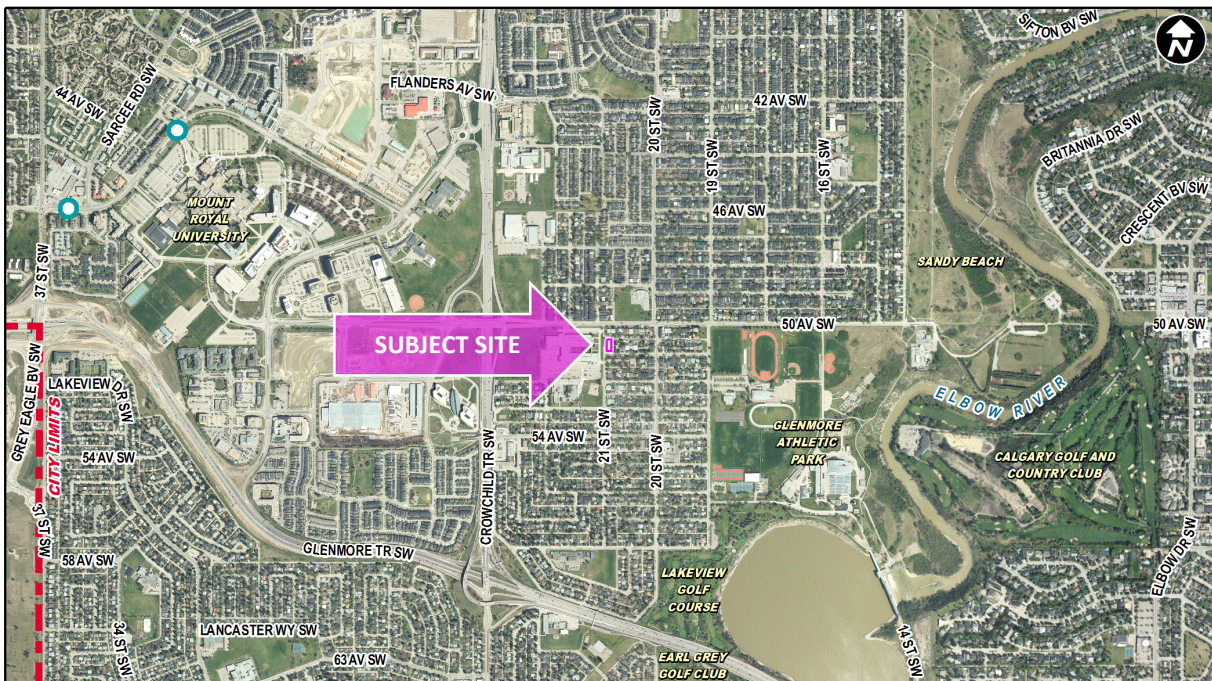 SIFTON BV SW
N
FLANDERS AV SW
44 AV SW
SARCEE RD SW
20 ST SW
42 AV SW
19 ST SW
16 ST SW
BRITANNIA DR SW
CRESCENT BV SW
MOUNT
ROYAL
UNIVERSITY
46 AV SW
SANDY BEACH
37 ST SW
50 AV SW
50 AV SW
SUBJECT SITE
GREY EAGLE BV SW
LAKEVIEW DR SW
CITY LIMITS
ELBOW RIVER
54 AV SW
CROWCHILD TR SW
54 AV SW
21 ST SW
20 ST SW
GLENMORE
ATHLETIC
PARK
CALGARY GOLF AND
COUNTRY CLUB
37 ST SW
58 AV SW
GLENMORE TR SW
ELBOW DR SW
LAKEVIEW
GOLF
COURSE
34 ST SW
LANCASTER WY SW
63 AV SW
14 ST SW
EARL GREY
GOLF CLUB